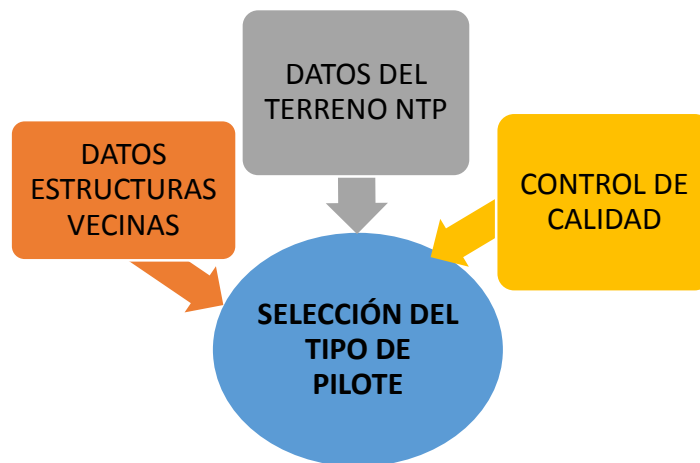 DATOS DEL
TERRENO NTP
DATOS
ESTRUCTURAS
VECINAS
CONTROL DE
CALIDAD
SELECCIÓN DEL
TIPO DE
PILOTE